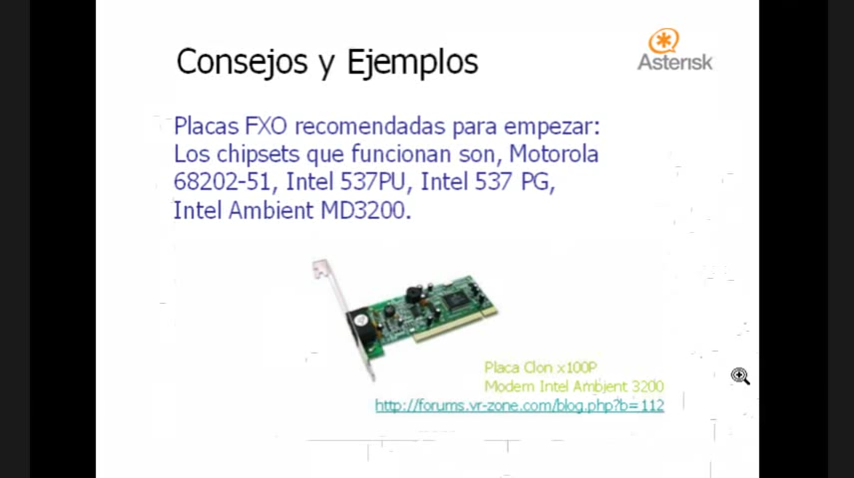 Consejos y Ejemplos
Asterisk
Placas FXO recomendadas para empezar:
Los chipsets que funcionan son, Motorola
68202-51, Intel 537PU, Intel 537 PG,
Intel Ambient MD3200.
Placa Clon x100P
Modem Intel Ambient 3200
http://forums.vr-zone.com/blog.php?b=112